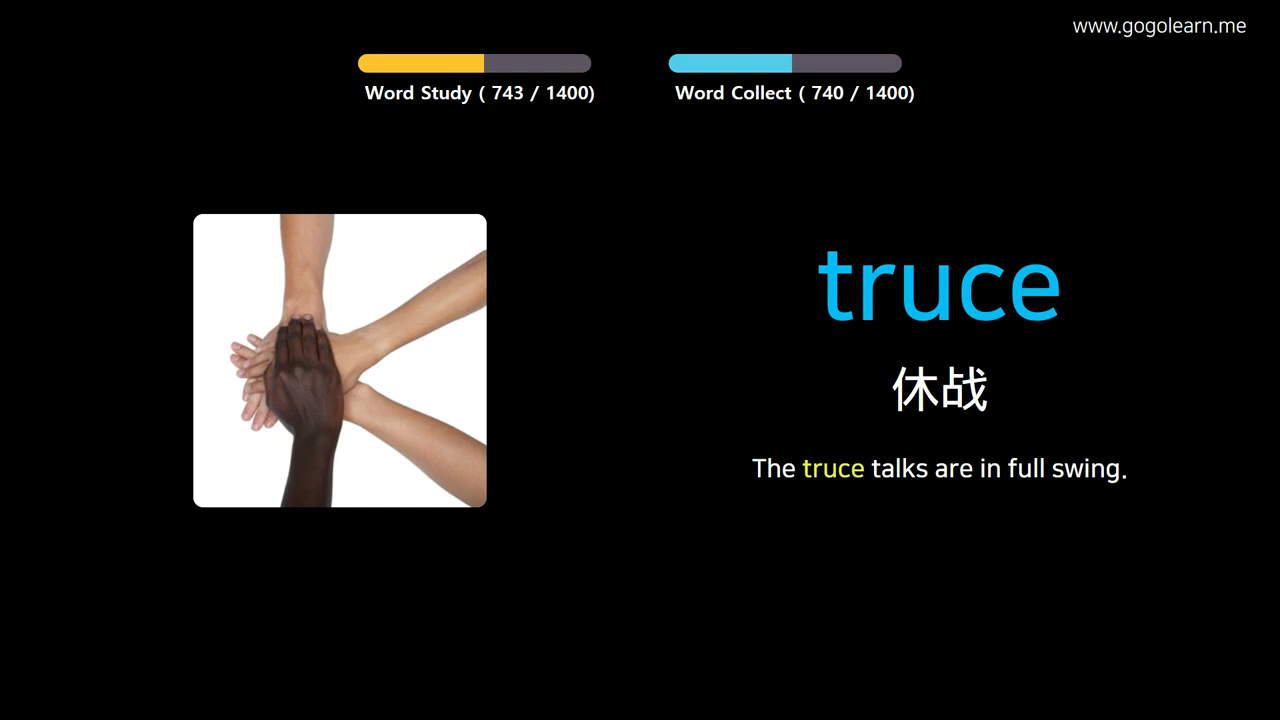 www.gogolearn.me
Word Study ( 743 / 1400)
Word Collect ( 740 / 1400)
truce
休战
The truce talks are in full swing.